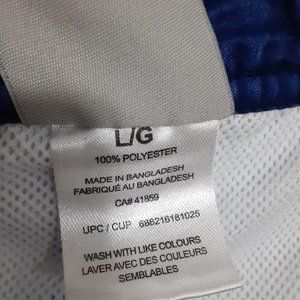 L/G
100% POLYESTER
MADE IN BANGLADESH
FABRIQUÉ AU BANGLADESH
CA# 41859
UPC / CUP 686216181025
WASH WITH LIKE COLOURS
LAVER AVEC DES COULEURS
SEMBLABLES